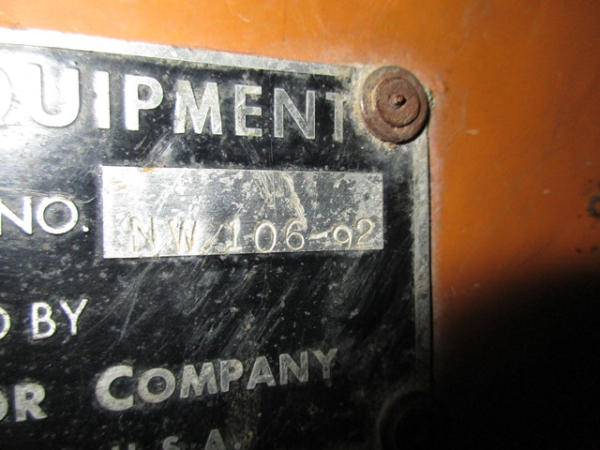 QUIPMENT
NO. NW 106-92
D BY
OR COMPANY
U.S.A.